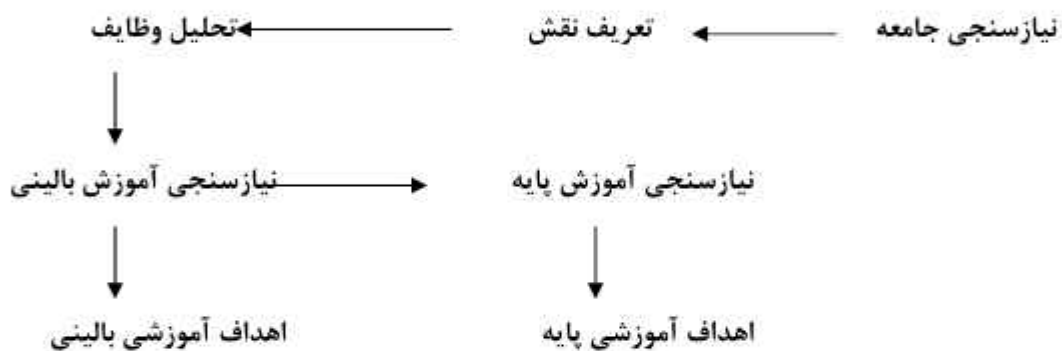 نیازسنجی جامعه تعریف نقش تحلیل وظایف
نیازسنجی آموزش پایه نیازسنجی آموزش بالینی
اهداف آموزشی پایه اهداف آموزشی بالینی